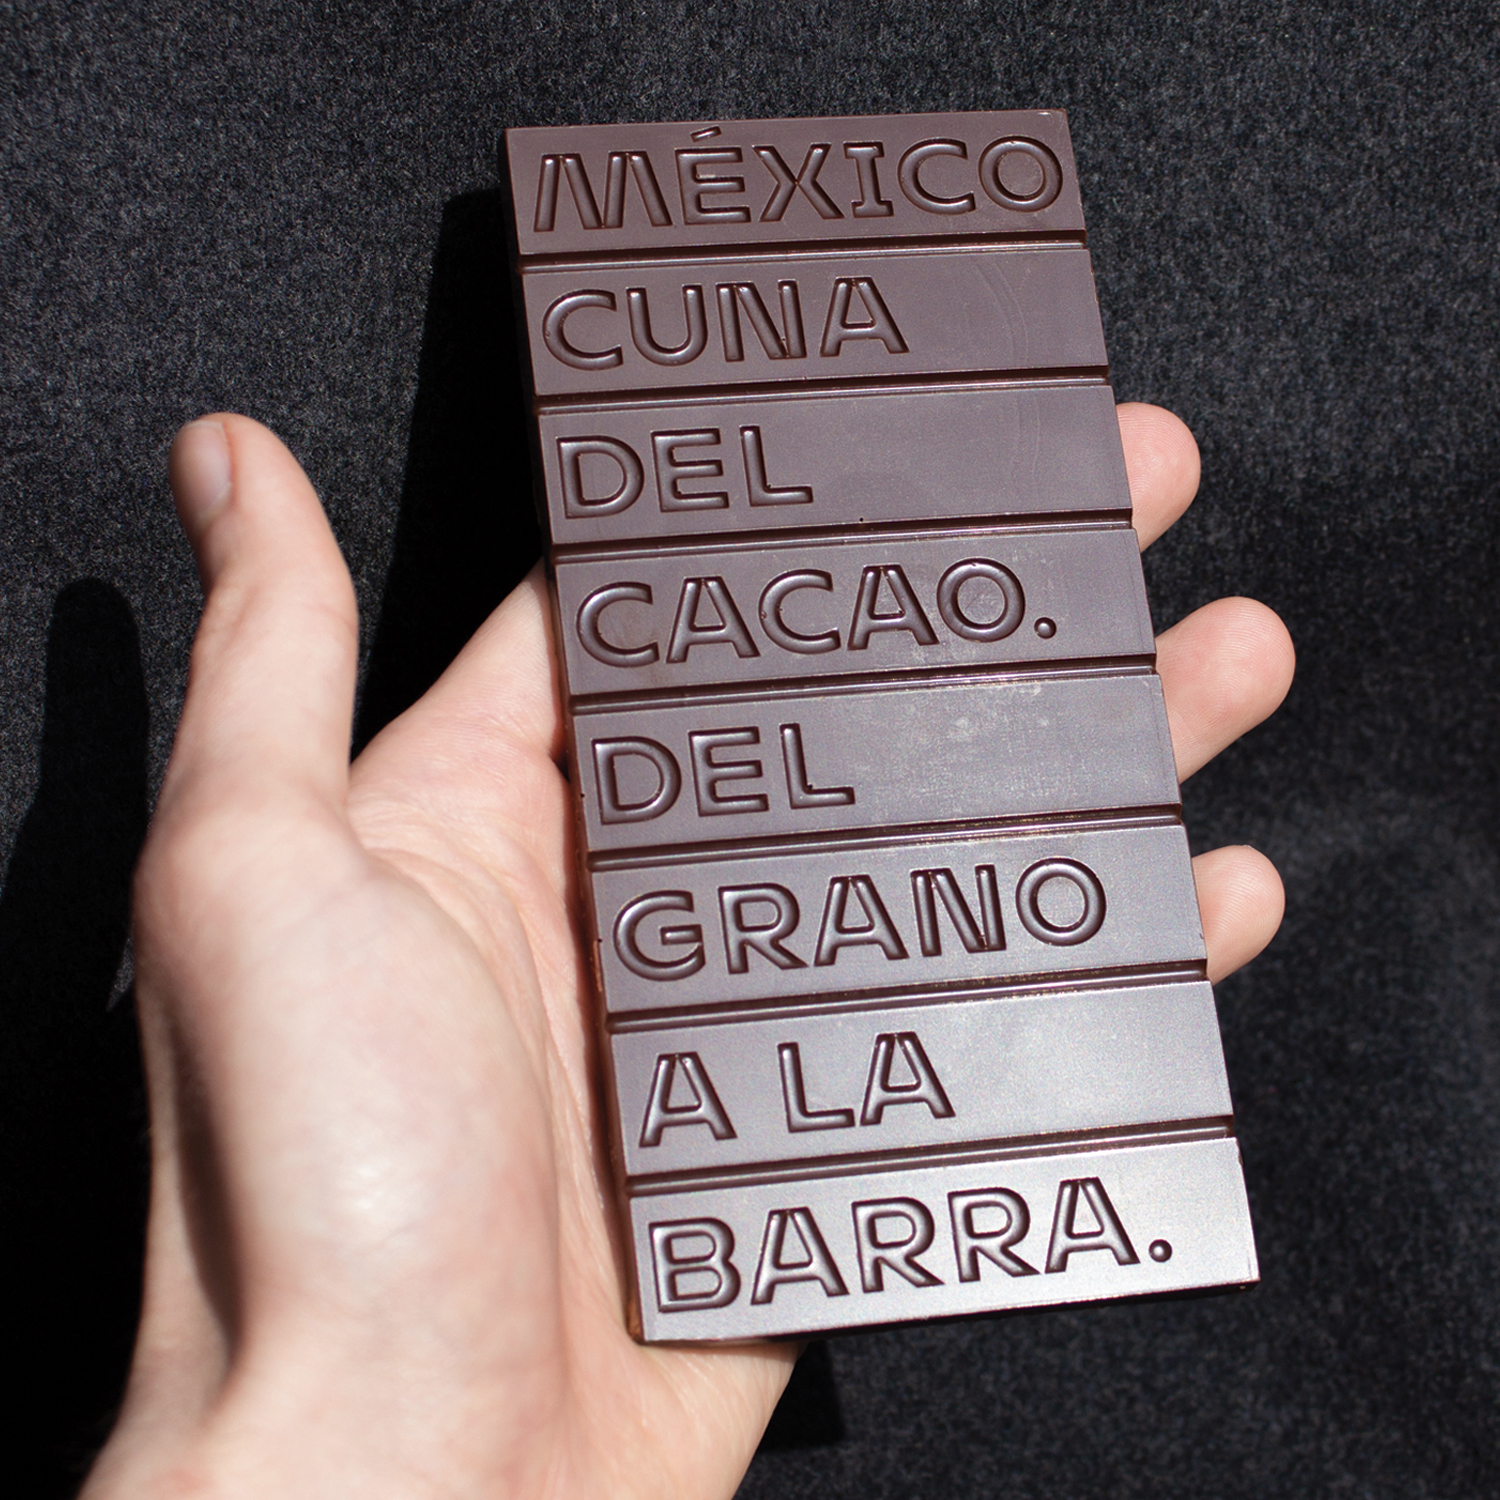 MÉXICO
CUNA
DEL
CACAO.
DEL
GRANO
A LA
BARRA.